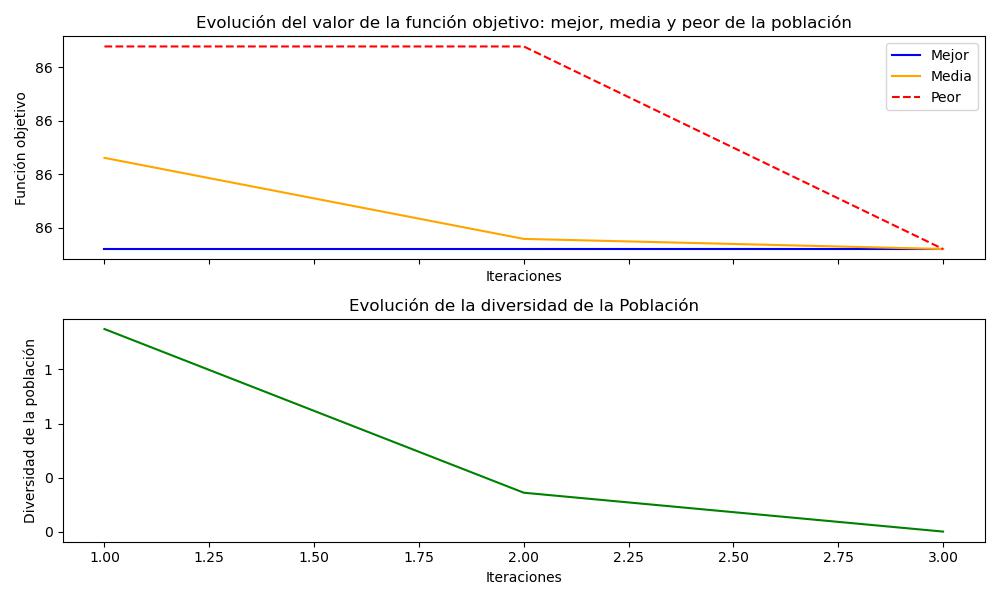 Evolución del valor de la función objetivo: mejor, media y peor de la población
Función objetivo
86
86
86
86
Mejor
Media
Peor
Iteraciones
Evolución de la diversidad de la Población
Diversidad de la población
1
1
0
0
1.00 1.25 1.50 1.75 2.00 2.25 2.50 2.75 3.00
Iteraciones